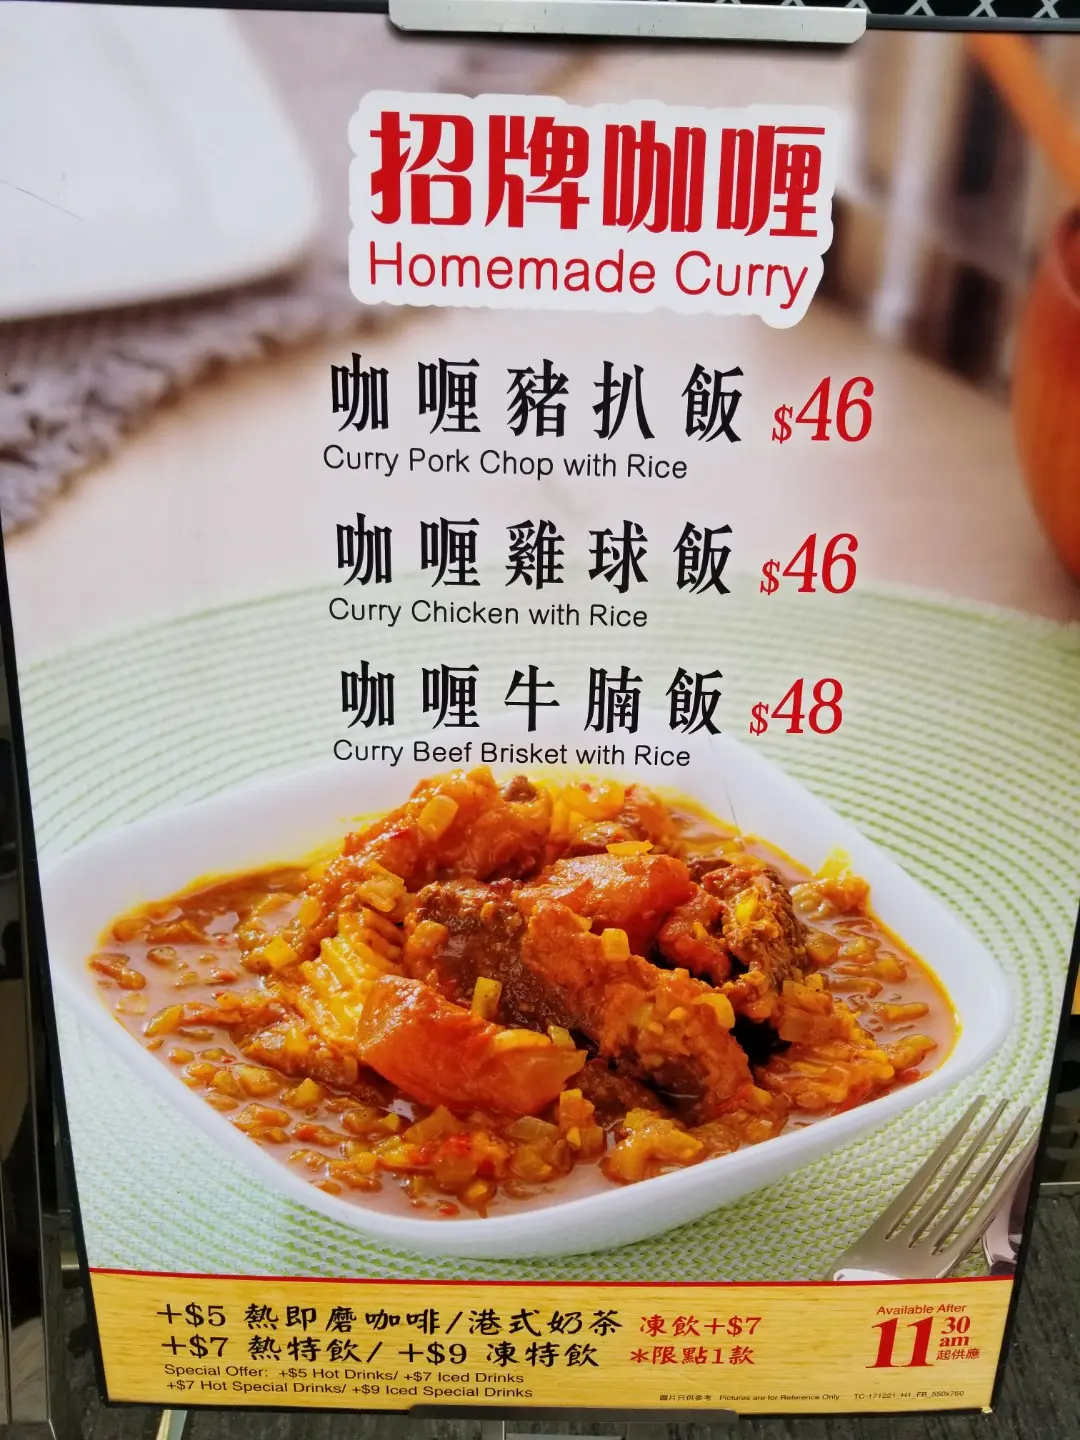 招牌咖喱
Homemade Curry
咖喱豬扒飯 $46
Curry Pork Chop with Rice
咖喱雞球飯 $46
Curry Chicken with Rice
咖喱牛腩飯 $48
Curry Beef Brisket with Rice
+$5 熱即磨咖啡/港式奶茶 凍飲+$7
+$7 熱特飲/ +$9 凍特飲 *限點1款
Special Offer: +$5 Hot Drinks/ +$7 Iced Drinks
+$7 Hot Special Drinks/ +$9 Iced Special Drinks
Available After
11 30 am 起供應
圖片只供參考 Pictures are for Reference Only TC-171221-H1_FB_550x760